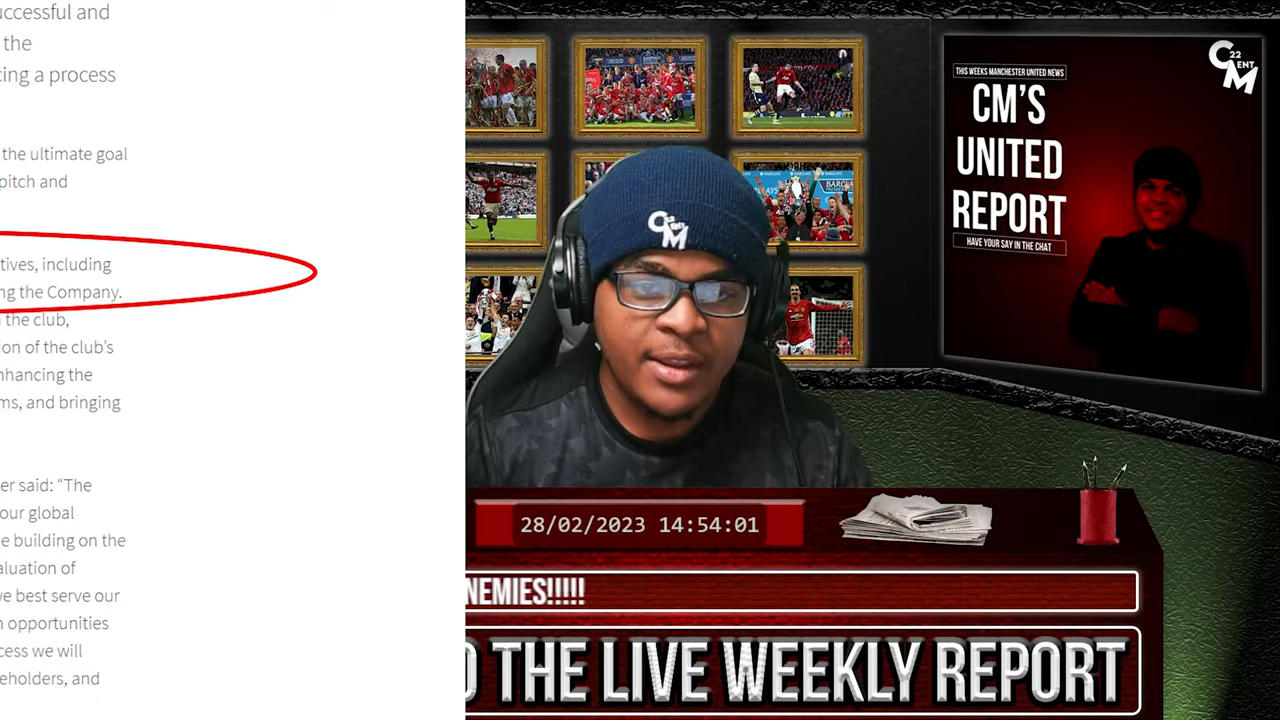 uccessful and
the
cing a process
the ultimate goal
pitch and
tives, including
ng the Company.
the club,
ion of the club's
nhancing the
ms, and bringing
er said: “The
our global
e building on the
aluation of
ve best serve our
opportunities
cess we will
eholders, and
CM
22
ENT
THIS WEEKS MANCHESTER UNITED NEWS
CM'S
UNITED
REPORT
HAVE YOUR SAY IN THE CHAT
28/02/2023 14:54:01
NEMIES!!!!!
O THE LIVE WEEKLY REPORT